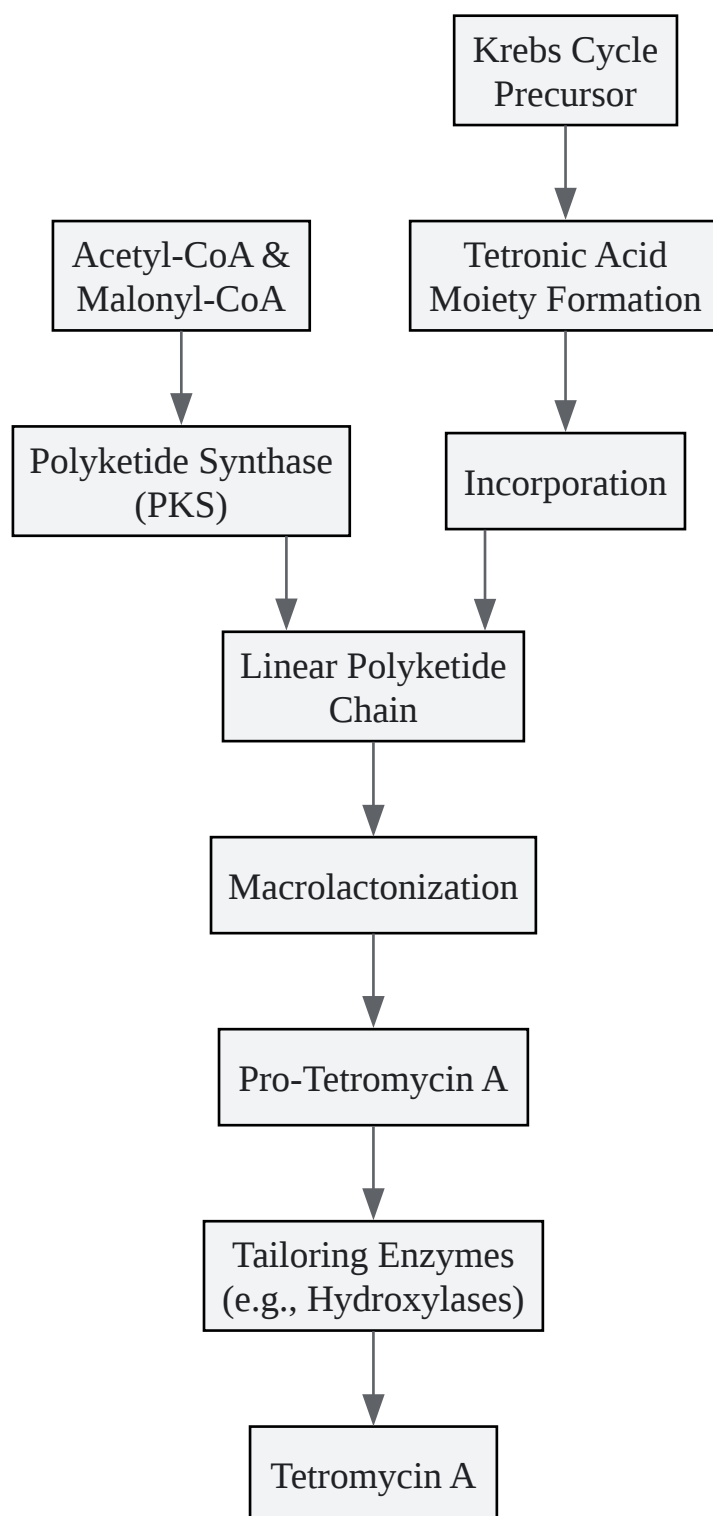 Krebs Cycle
Precursor
Acetyl-CoA &
Malonyl-CoA
Tetronic Acid
Moiety Formation
Polyketide Synthase
(PKS)
Incorporation
Linear Polyketide
Chain
Macrolactonization
Pro-Tetromycin A
Tailoring Enzymes
(e.g., Hydroxylases)
Tetromycin A